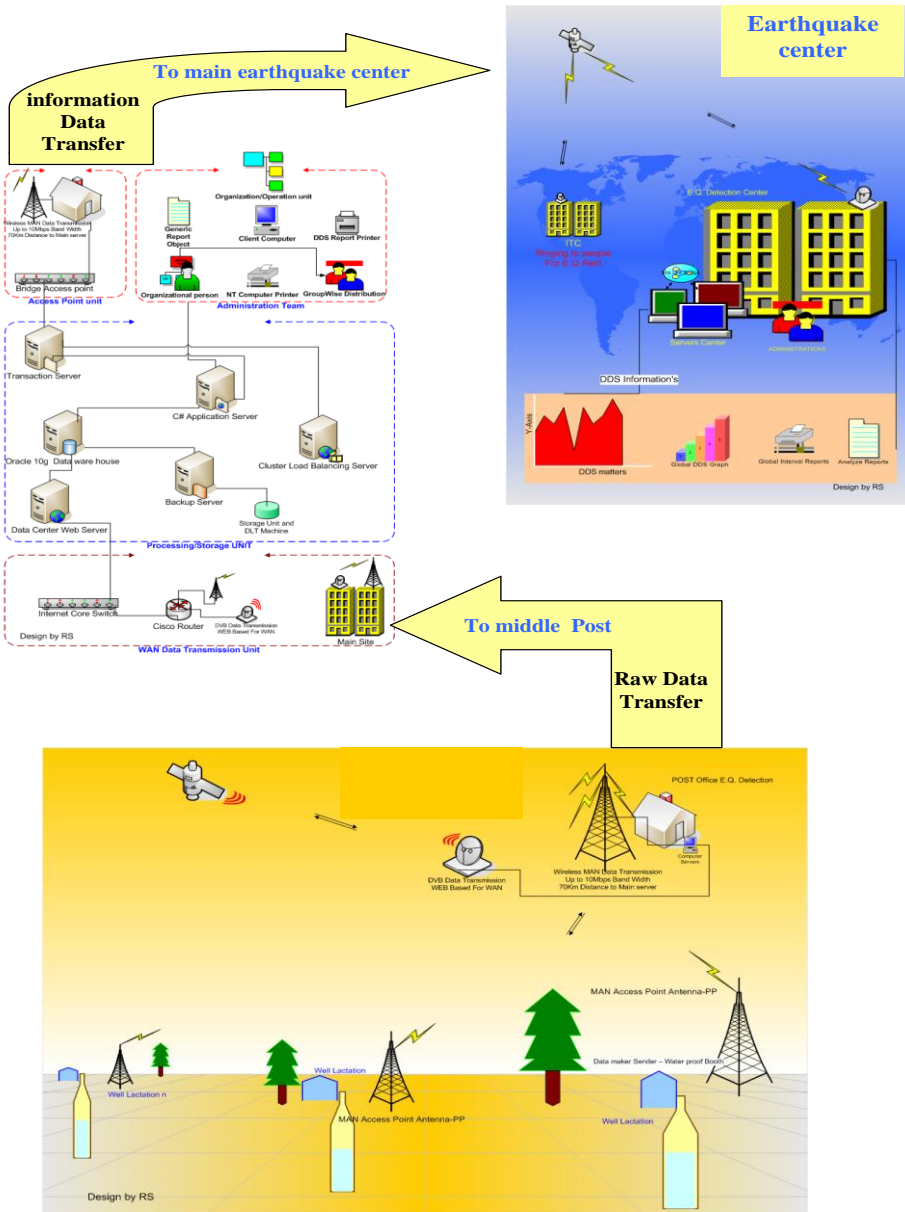 Earthquake
center
To main earthquake center
information
Data
Transfer
Wireless MAN Data Transmission
Up to 10Mbps Band Width
70Km Distance to Main server
Bridge Access point
Access Point unit
Organization/Operation unit
Generic
Report
Object
Client Computer
DDS Report Printer
Organizational person
NT Computer Printer
GroupWise Distribution
Administration Team
Transaction Server
C# Application Server
Oracle 10g Data ware house
Cluster Load Balancing Server
Backup Server
Data Center Web Server
Storage Unit and
DLT Machine
Processing/Storage UNIT
Internet Core Switch
Cisco Router
DVB Data Transmission
WEB Based For WAN
Main Site
Design by RS
WAN Data Transmission Unit
E.Q. Detection Center
ITC
Ringing to people
For E.Q Alert
Servers Center
ADMINISTRATIONS
DDS Information's
Y-Axis
DDS matters
Global DDS Graph
Global Interval Reports
Analyze Reports
Design by RS
To middle Post
Raw Data
Transfer
POST Office E.Q. Detection
Computer
Servers
DVB Data Transmission
WEB Based For WAN
Wireless MAN Data Transmission
Up to 10Mbps Band Width
70Km Distance to Main server
MAN Access Point Antenna-PP
Data maker Sender – Water proof Booth
Well Lactation
Well Lactation n
MAN Access Point Antenna-PP
Well Lactation
Design by RS